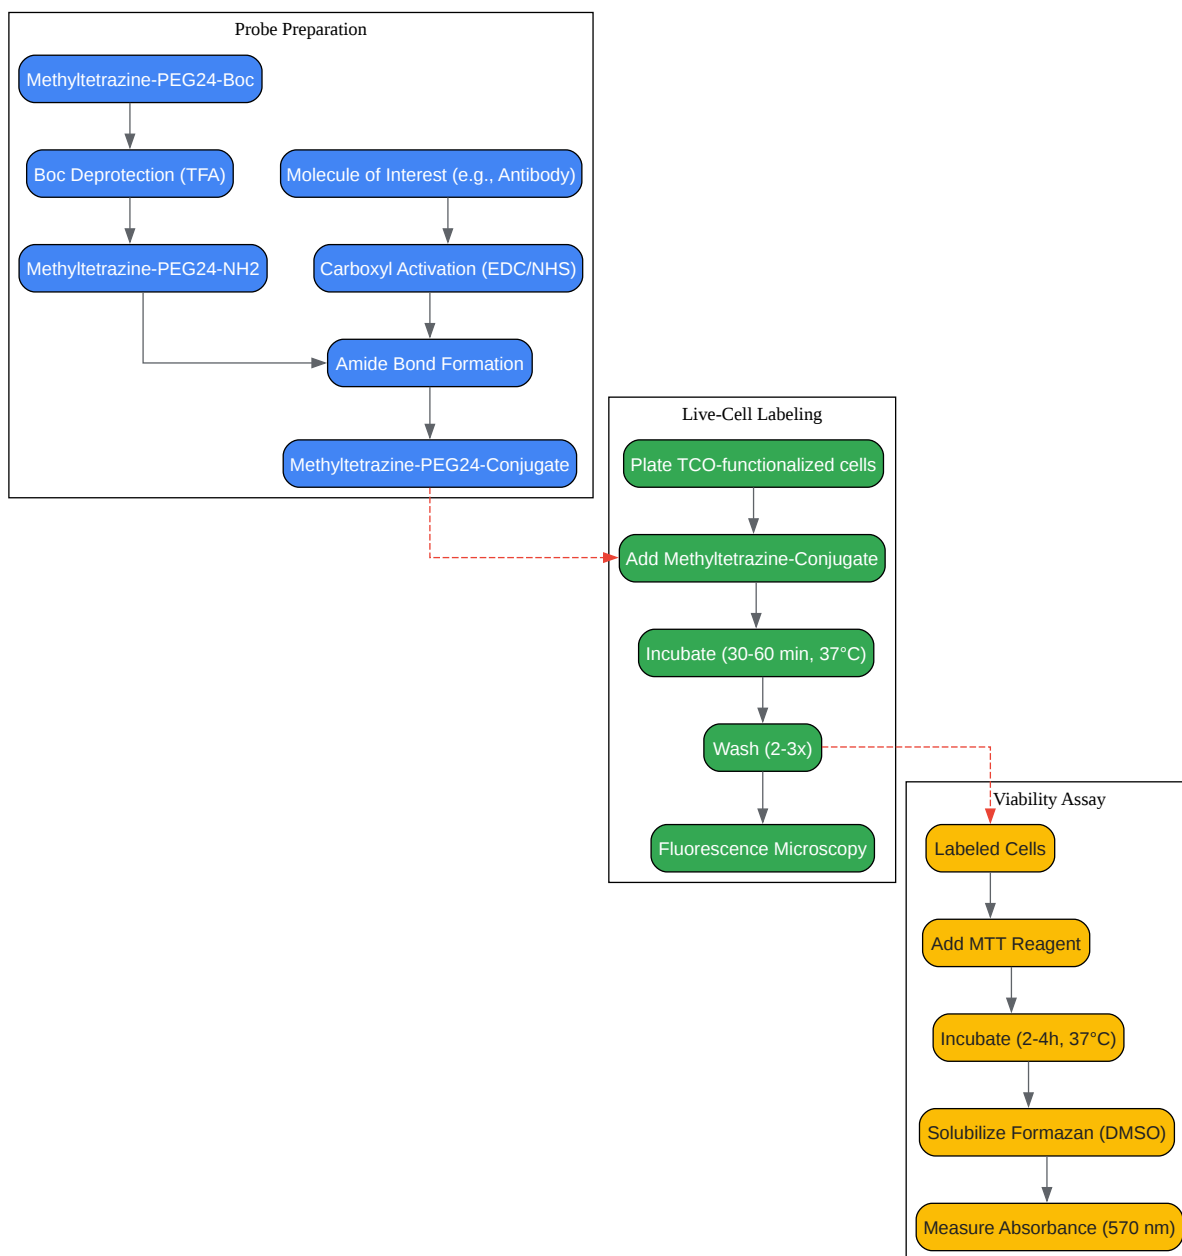 Probe Preparation
Methyltetrazine-PEG24-Boc
Boc Deprotection (TFA)
Molecule of Interest (e.g., Antibody)
Methyltetrazine-PEG24-NH2
Carboxyl Activation (EDC/NHS)
Amide Bond Formation
Methyltetrazine-PEG24-Conjugate
Live-Cell Labeling
Plate TCO-functionalized cells
Add Methyltetrazine-Conjugate
Incubate (30-60 min, 37°C)
Wash (2-3x)
Fluorescence Microscopy
Viability Assay
Labeled Cells
Add MTT Reagent
Incubate (2-4h, 37°C)
Solubilize Formazan (DMSO)
Measure Absorbance (570 nm)